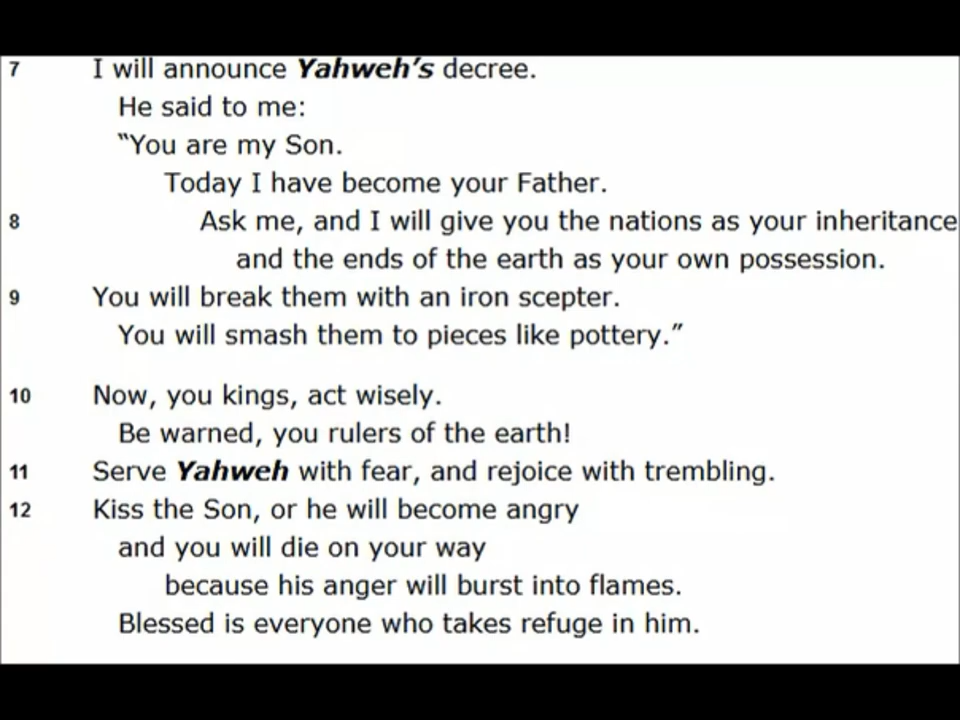 7 I will announce Yahweh's decree.
He said to me:
"You are my Son.
Today I have become your Father.
8 Ask me, and I will give you the nations as your inheritance
and the ends of the earth as your own possession.
9 You will break them with an iron scepter.
You will smash them to pieces like pottery."
10 Now, you kings, act wisely.
Be warned, you rulers of the earth!
11 Serve Yahweh with fear, and rejoice with trembling.
12 Kiss the Son, or he will become angry
and you will die on your way
because his anger will burst into flames.
Blessed is everyone who takes refuge in him.